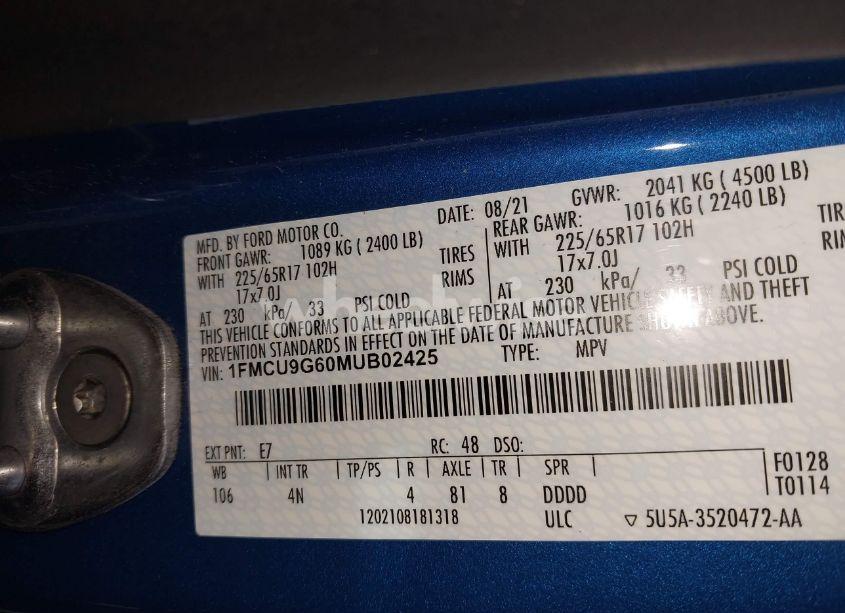 MFD. BY FORD MOTOR CO. DATE: 08/21 GVWR: 2041 KG ( 4500 LB)
FRONT GAWR: 1089 KG ( 2400 LB) REAR GAWR: 1016 KG ( 2240 LB)
WITH 225/65R17 102H TIRES WITH 225/65R17 102H TIRE
17x7.0J RIMS 17x7.0J RIM
AT 230 kPa/ 33 PSI COLD AT 230 kPa/ 33 PSI COLD
THIS VEHICLE CONFORMS TO ALL APPLICABLE FEDERAL MOTOR VEHICLE SAFETY AND THEFT
PREVENTION STANDARDS IN EFFECT ON THE DATE OF MANUFACTURE SHOWN ABOVE.
VIN: 1FMCU9G60MUB02425 TYPE: MPV
EXT PNT: E7 RC: 48 DSO:
WB INT TR TP/PS R AXLE TR SPR F0128
106 4N 4 81 8 DDDD T0114
1202108181318 ULC ▽ 5U5A-3520472-AA